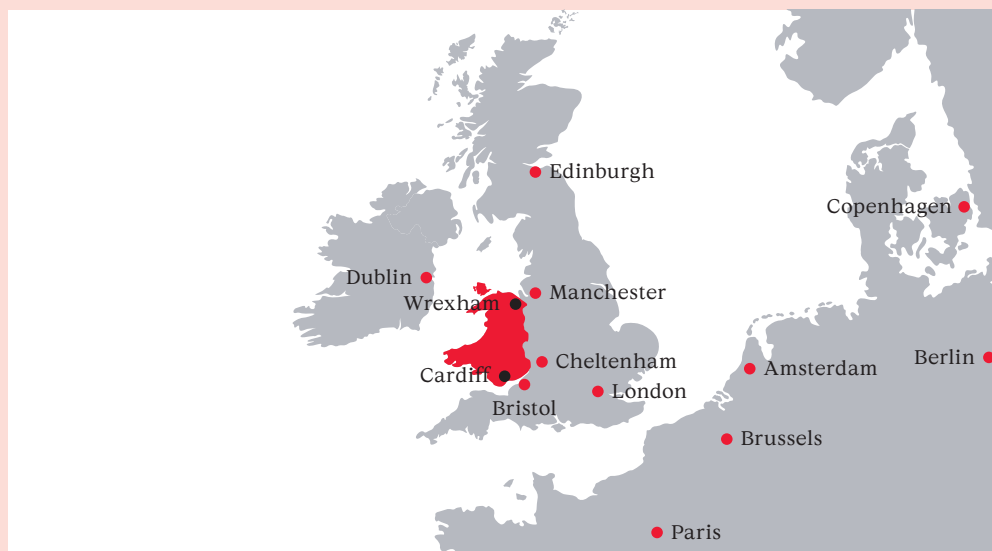 Edinburgh
Copenhagen
Dublin
Manchester
Wrexham
Cheltenham
Berlin
Amsterdam
Cardiff
London
Bristol
Brussels
Paris